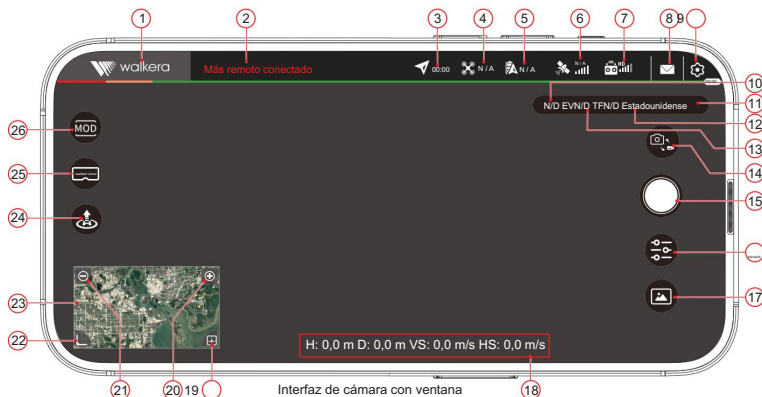 1 2 3 4 5 6 7 8 9
walkera Más remoto conectado 00:00 N/A N/A N/A HD
10
N/D EVN/D TFN/D Estadounidense 11
12
26 MOD
13
25
14
24
15
23
17
22
H: 0,0 m D: 0,0 m VS: 0,0 m/s HS: 0,0 m/s
21 20 19 Interfaz de cámara con ventana 18